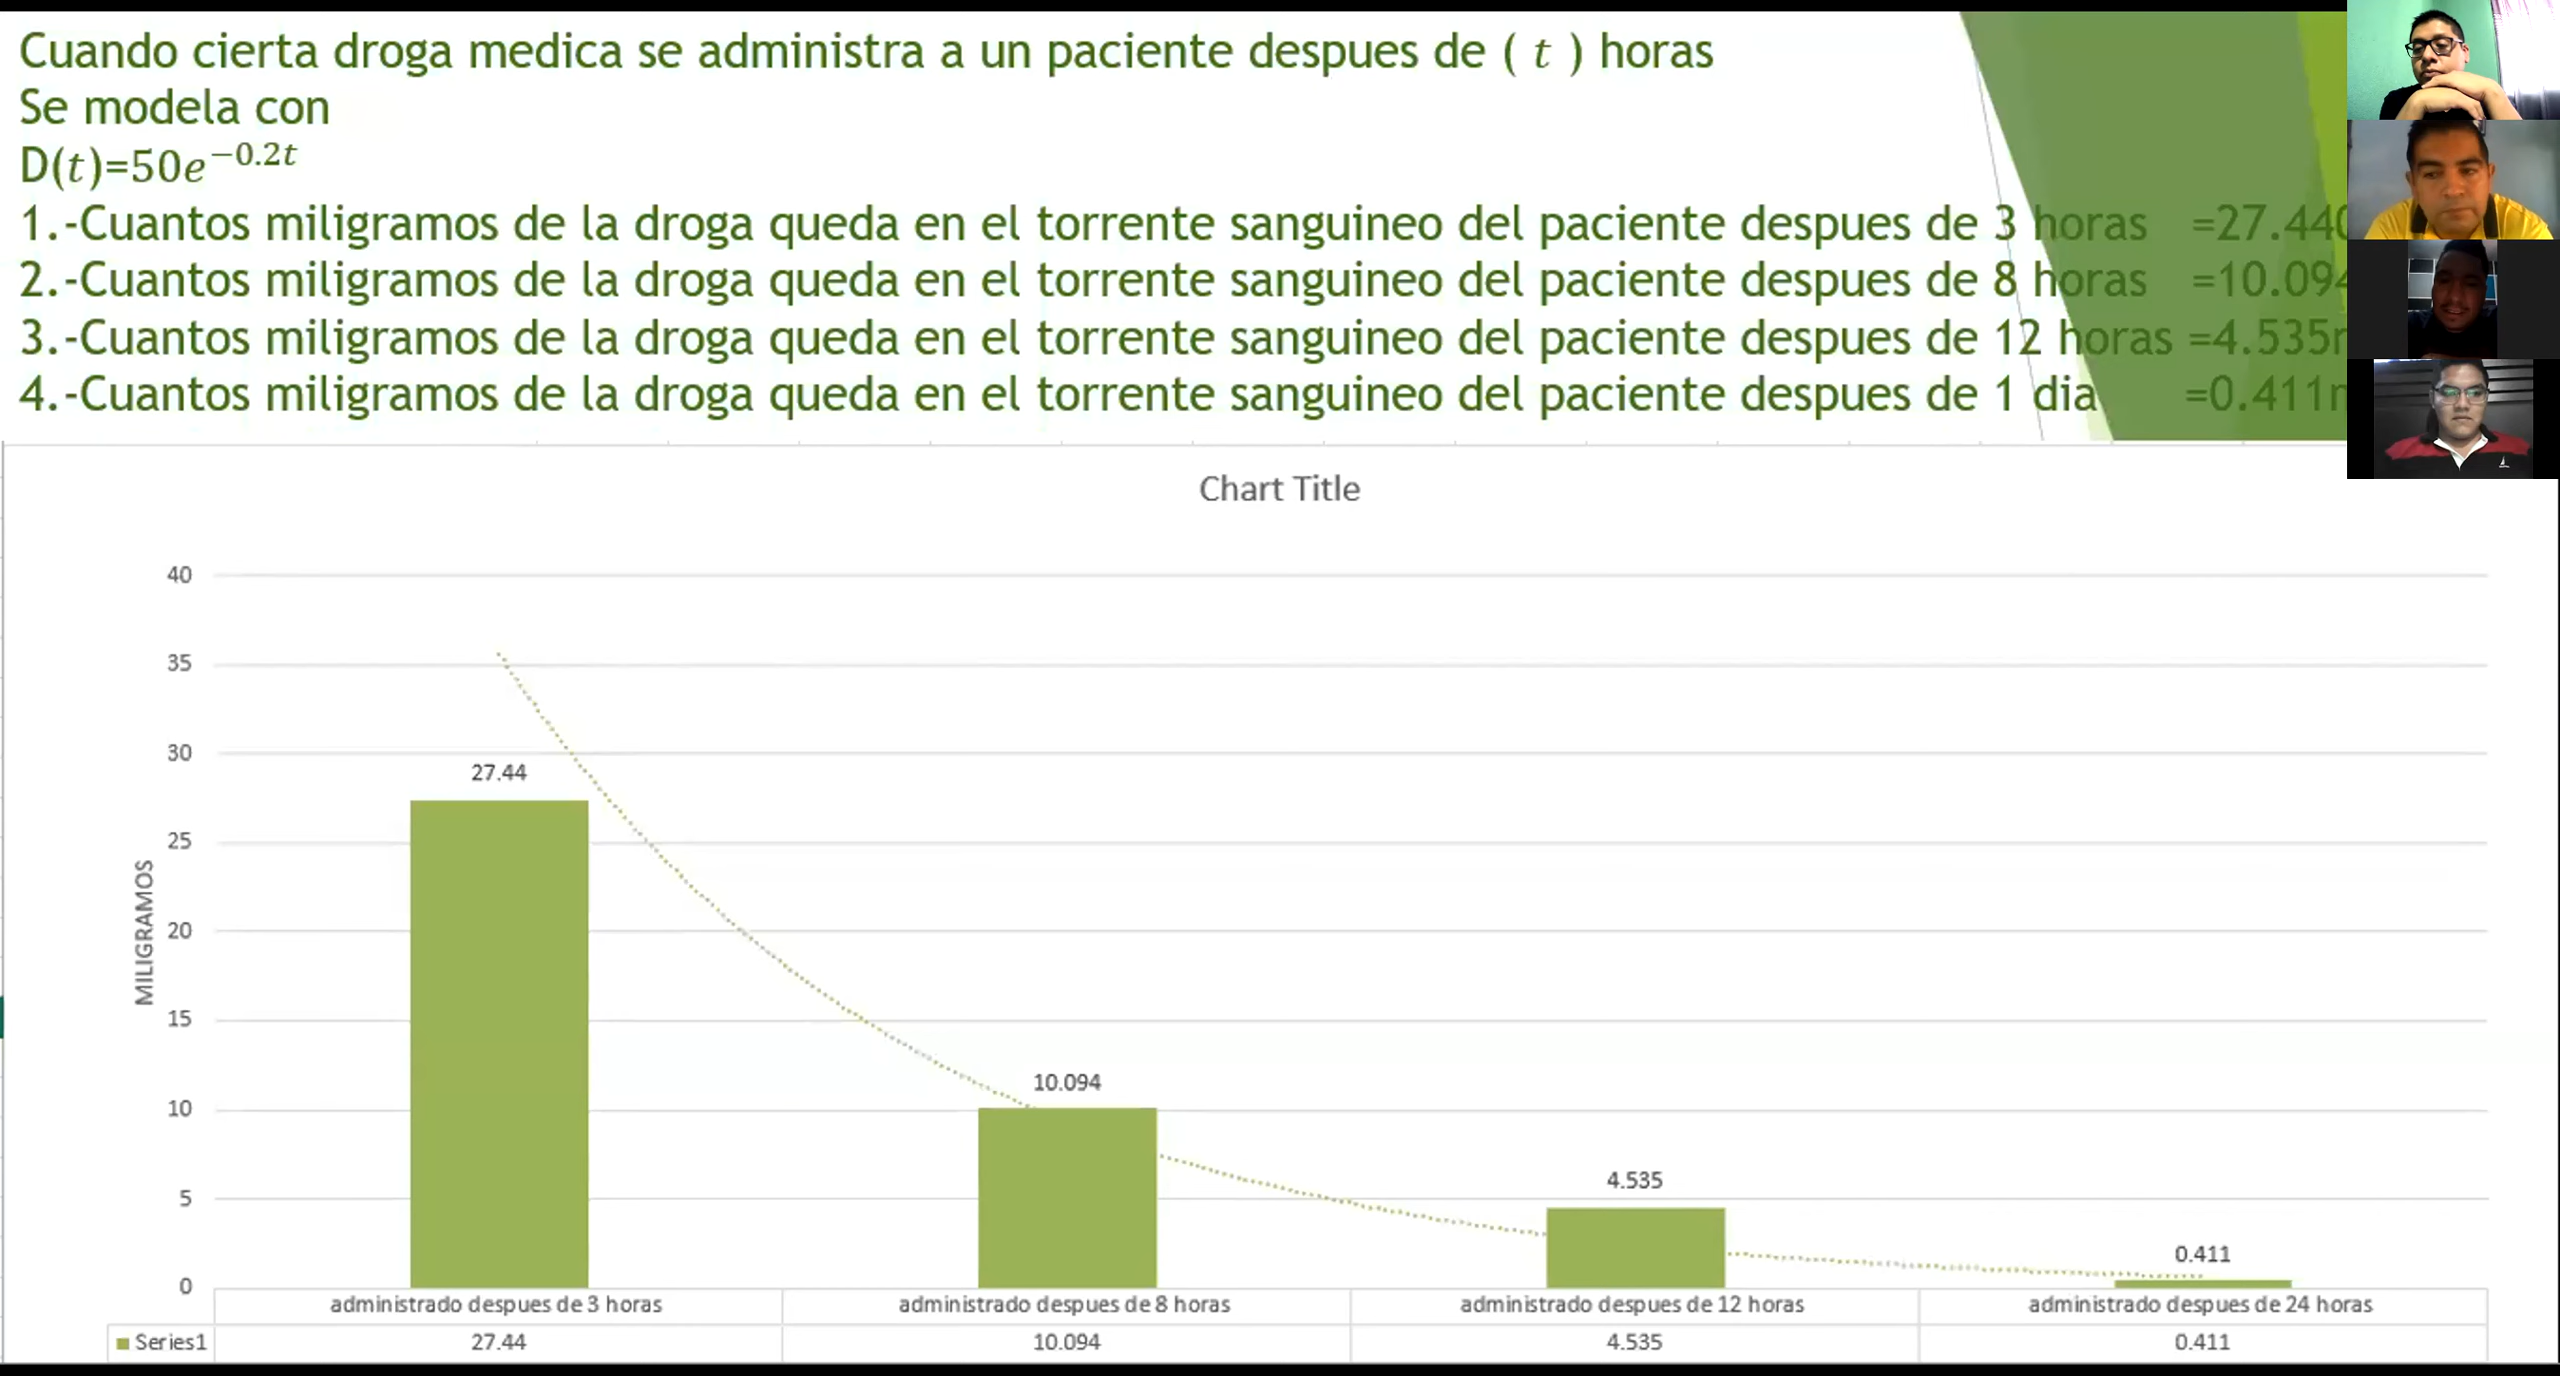 Cuando cierta droga medica se administra a un paciente despues de ( t ) horas
Se modela con
D(t)=50e^−0.2t
1.-Cuantos miligramos de la droga queda en el torrente sanguineo del paciente despues de 3 horas =27.440
2.-Cuantos miligramos de la droga queda en el torrente sanguineo del paciente despues de 8 horas =10.094
3.-Cuantos miligramos de la droga queda en el torrente sanguineo del paciente despues de 12 horas =4.535
4.-Cuantos miligramos de la droga queda en el torrente sanguineo del paciente despues de 1 dia =0.411
Chart Title
40
35
30
25
20
15
10
5
0
MILIGRAMOS
27.44
10.094
4.535
0.411
administrado despues de 3 horas administrado despues de 8 horas administrado despues de 12 horas administrado despues de 24 horas
Series1 27.44 10.094 4.535 0.411